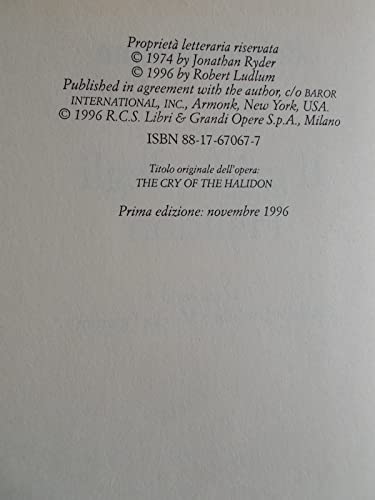 Proprietà letteraria riservata
© 1974 by Jonathan Ryder
© 1996 by Robert Ludlum
Published in agreement with the author, c/o BAROR
INTERNATIONAL, INC., Armonk, New York, USA.
© 1996 R.C.S. Libri & Grandi Opere S.p.A., Milano
ISBN 88-17-67067-7
Titolo originale dell'opera:
THE CRY OF THE HALIDON
Prima edizione: novembre 1996